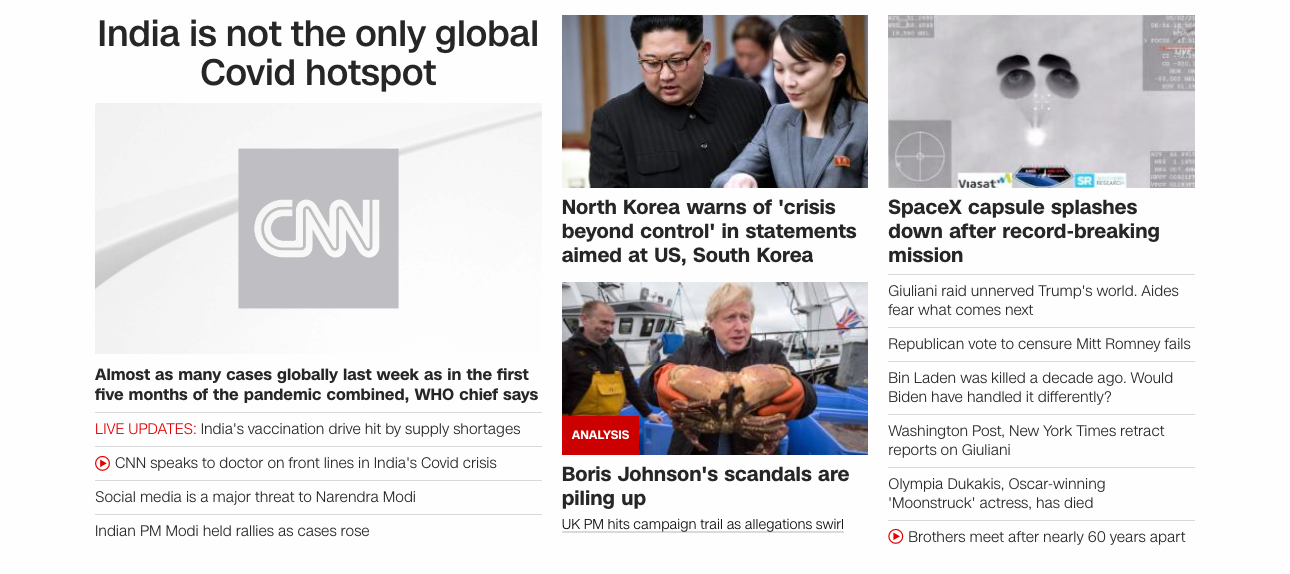 India is not the only global
Covid hotspot
CNN
Almost as many cases globally last week as in the first
five months of the pandemic combined, WHO chief says
LIVE UPDATES: India's vaccination drive hit by supply shortages
CNN speaks to doctor on front lines in India's Covid crisis
Social media is a major threat to Narendra Modi
Indian PM Modi held rallies as cases rose
North Korea warns of 'crisis
beyond control' in statements
aimed at US, South Korea
ANALYSIS
Boris Johnson's scandals are
piling up
UK PM hits campaign trail as allegations swirl
LIVE
Viasat
SR
RESEARCH
SpaceX capsule splashes
down after record-breaking
mission
Giuliani raid unnerved Trump's world. Aides
fear what comes next
Republican vote to censure Mitt Romney fails
Bin Laden was killed a decade ago. Would
Biden have handled it differently?
Washington Post, New York Times retract
reports on Giuliani
Olympia Dukakis, Oscar-winning
'Moonstruck' actress, has died
Brothers meet after nearly 60 years apart